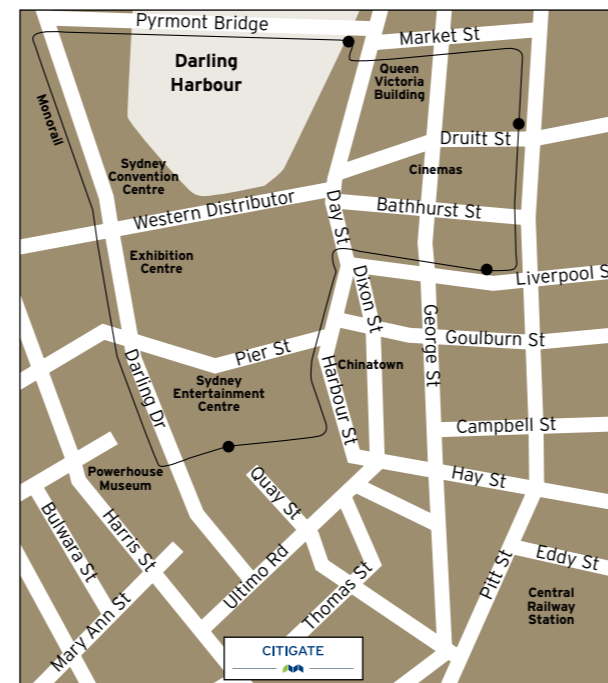 Pyrmont Bridge
Market St
Darling
Harbour
Queen
Victoria
Building
Monorail
Druitt St
Sydney
Convention
Centre
Cinemas
Western Distributor
Bathhurst St
Day St
Exhibition
Centre
Liverpool S
Dixon St
George St
Goulburn St
Pier St
Chinatown
Harbour St
Darling Dr
Sydney
Entertainment
Centre
Campbell St
Powerhouse
Museum
Quay St
Hay St
Bulwara St
Harris St
Ultimo Rd
Pitt St
Eddy St
Thomas St
Mary Ann St
Central
Railway
Station
CITIGATE